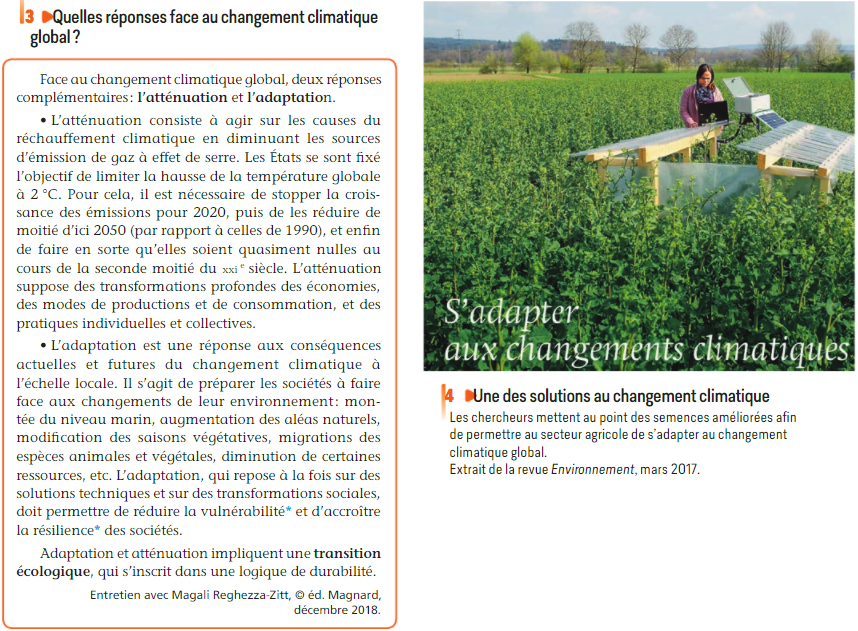 3 Quelles réponses face au changement climatique
global ?
Face au changement climatique global, deux réponses
complémentaires : l'atténuation et l'adaptation.
• L'atténuation consiste à agir sur les causes du
réchauffement climatique en diminuant les sources
d'émission de gaz à effet de serre. Les États se sont fixé
l'objectif de limiter la hausse de la température globale
à 2 °C. Pour cela, il est nécessaire de stopper la crois-
sance des émissions pour 2020, puis de les réduire de
moitié d'ici 2050 (par rapport à celles de 1990), et enfin
de faire en sorte qu'elles soient quasiment nulles au
cours de la seconde moitié du XXIe siècle. L'atténuation
suppose des transformations profondes des économies,
des modes de productions et de consommation, et des
pratiques individuelles et collectives.
• L'adaptation est une réponse aux conséquences
actuelles et futures du changement climatique à
l'échelle locale. Il s'agit de préparer les sociétés à faire
face aux changements de leur environnement : mon-
tée du niveau marin, augmentation des aléas naturels,
modification des saisons végétatives, migrations des
espèces animales et végétales, diminution de certaines
ressources, etc. L'adaptation, qui repose à la fois sur des
solutions techniques et sur des transformations sociales,
doit permettre de réduire la vulnérabilité* et d'accroître
la résilience* des sociétés.
Adaptation et atténuation impliquent une transition
écologique, qui s'inscrit dans une logique de durabilité.
Entretien avec Magali Reghezza-Zitt, © éd. Magnard,
décembre 2018.
S'adapter
aux changements climatiques
4 Une des solutions au changement climatique
Les chercheurs mettent au point des semences améliorées afin
de permettre au secteur agricole de s'adapter au changement
climatique global.
Extrait de la revue Environnement, mars 2017.